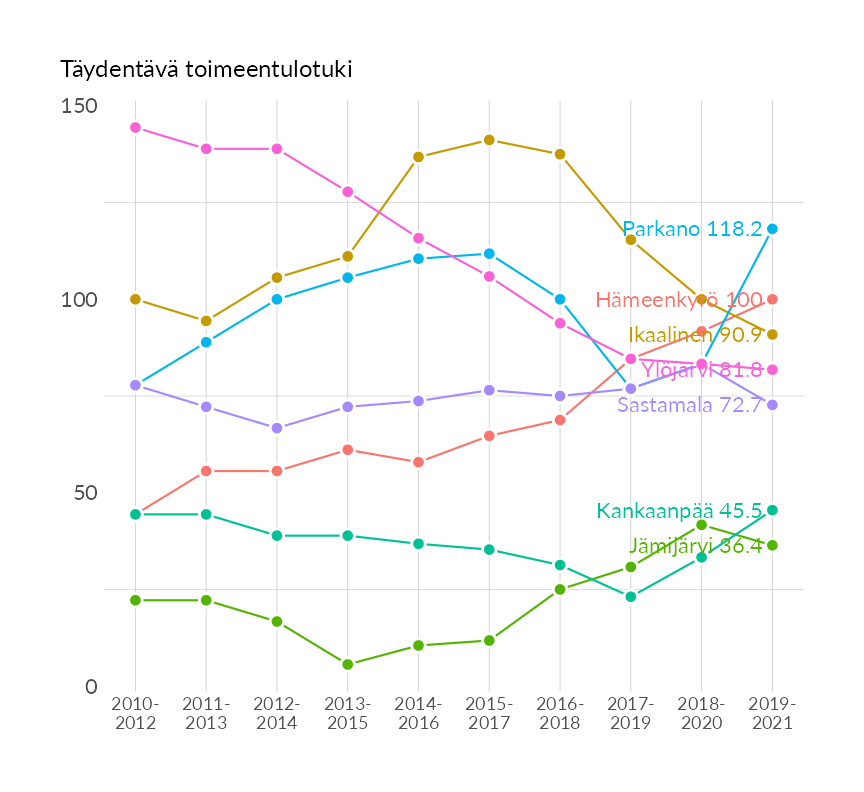 Täydentävä toimeentulotuki
150
100
50
0
Parkano 118.2
Hämeenkyrö 100
Ikaalinen 90.9
Ylöjärvi 81.8
Sastamala 72.7
Kankaanpää 45.5
Jämijärvi 36.4
2010- 2011- 2012- 2013- 2014- 2015- 2016- 2017- 2018- 2019-
2012 2013 2014 2015 2016 2017 2018 2019 2020 2021